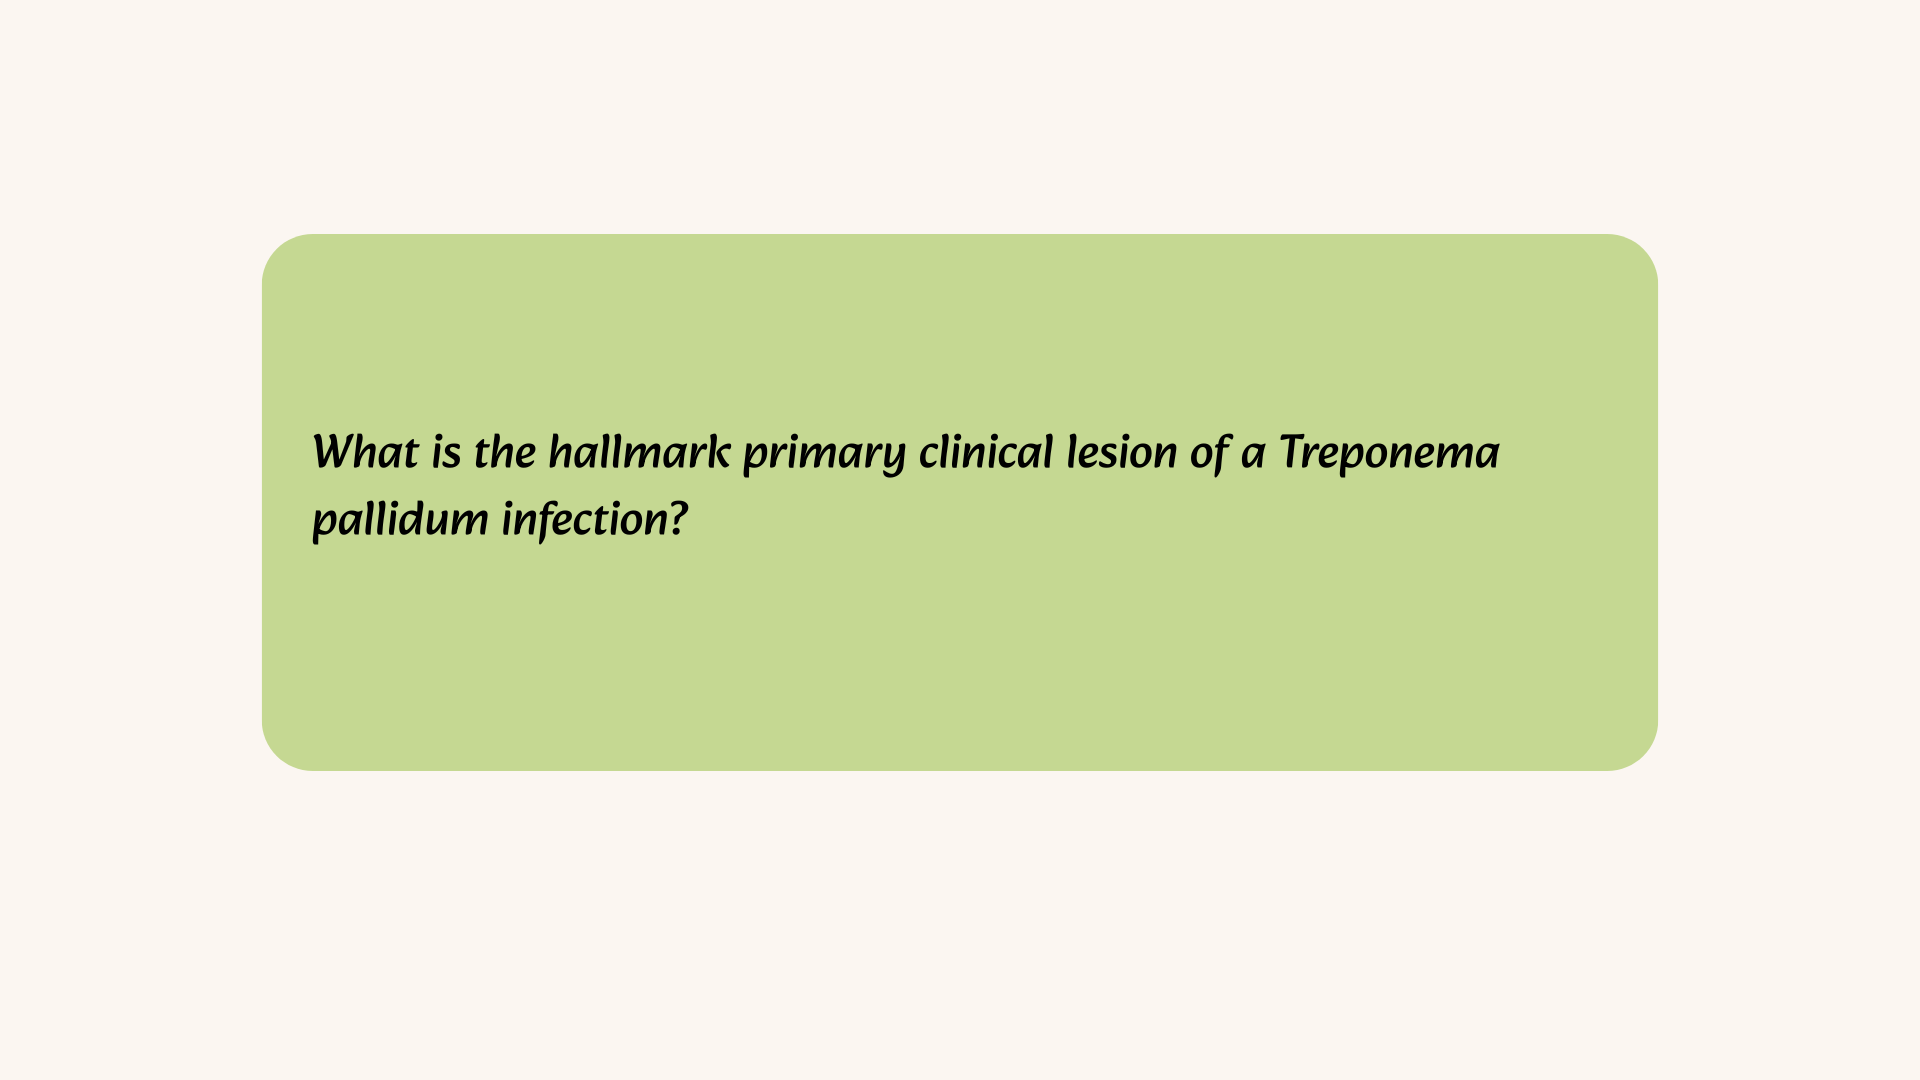 What is the hallmark primary clinical lesion of a Treponema
pallidum infection?